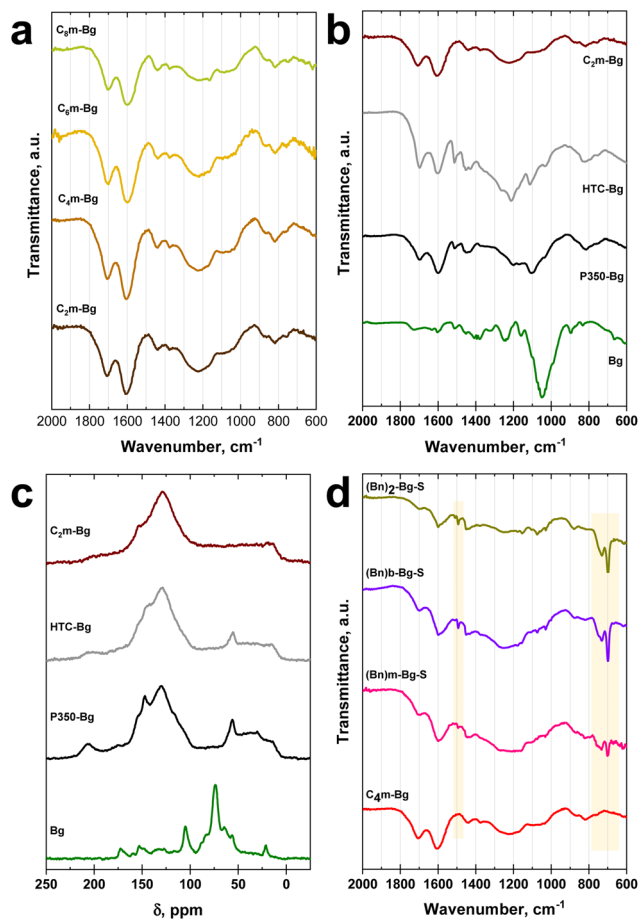 a
C8m-Bg
C6m-Bg
C4m-Bg
C2m-Bg
Transmittance, a.u.
2000 1800 1600 1400 1200 1000 800 600
Wavenumber, cm-1
b
C2m-Bg
HTC-Bg
P350-Bg
Bg
Transmittance, a.u.
2000 1800 1600 1400 1200 1000 800 600
Wavenumber, cm-1
c
C2m-Bg
HTC-Bg
P350-Bg
Bg
250 200 150 100 50 0
δ, ppm
d
(Bn)2-Bg-S
(Bn)b-Bg-S
(Bn)m-Bg-S
C4m-Bg
Transmittance, a.u.
2000 1800 1600 1400 1200 1000 800 600
Wavenumber, cm-1